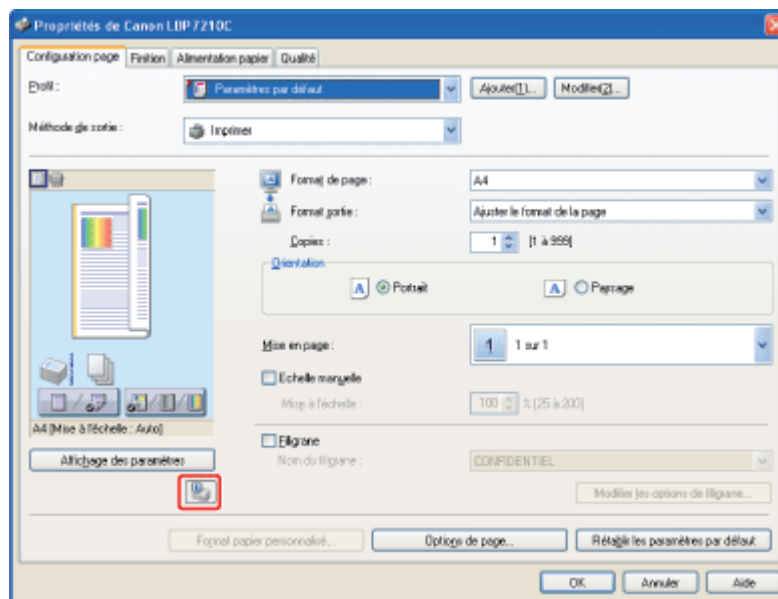 Propriétés de Canon LBP7210C
Configuration page Finition Alimentation papier Qualité
Profil : Paramètres par défaut Ajouter(1)... Modifier(2)...
Méthode de sortie : Imprimer
Format de page : A4
Format sortie : Ajuster le format de la page
Copies : 1 [1 à 999]
Orientation
A Portrait A Paysage
Mise en page : 1 1 sur 1
Echelle manuelle
Mise à l'échelle : 100 % [25 à 200]
A4 [Mise à l'échelle : Auto]
Filigrane
Affichage des paramètres
Nom du filigrane : CONFIDENTIEL
Modifier les options de filigrane...
Format papier personnalisé... Options de page... Rétablir les paramètres par défaut
OK Annuler Aide